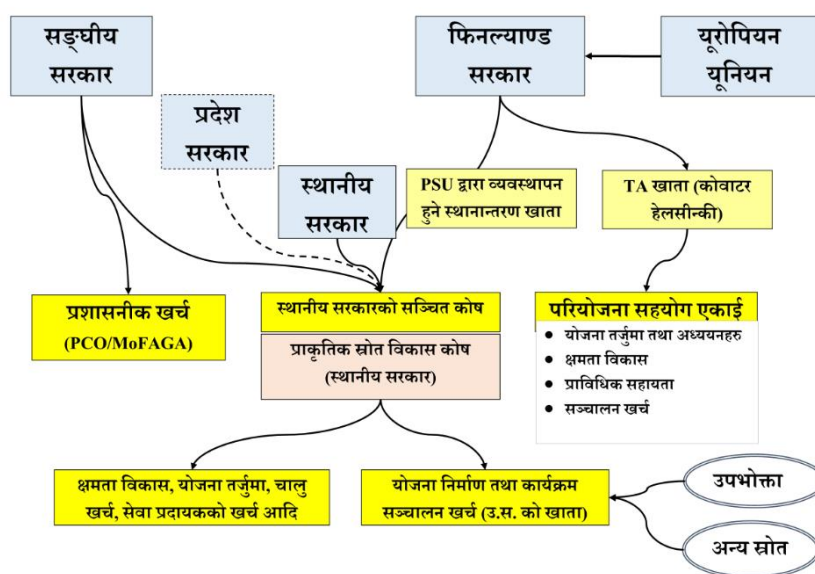 सङ्घीय
सरकार
फिनल्याण्ड
सरकार
यूरोपियन
यूनियन
प्रदेश
सरकार
स्थानीय
सरकार
PSU द्वारा व्यवस्थापन
हुने स्थानान्तरण खाता
TA खाता (कोवाटर
हेलसीन्की)
प्रशासनीक खर्च
(PCO/MoFAGA)
स्थानीय सरकारको सञ्चित कोष
प्राकृतिक स्रोत विकास कोष
(स्थानीय सरकार)
परियोजना सहयोग एकाई
• योजना तर्जुमा तथा अध्ययनहरु
• क्षमता विकास
• प्राविधिक सहायता
• सञ्चालन खर्च
क्षमता विकास, योजना तर्जुमा, चालु
खर्च, सेवा प्रदायकको खर्च आदि
योजना निर्माण तथा कार्यक्रम
सञ्चालन खर्च (उ.स. को खाता)
उपभोक्ता
अन्य स्रोत